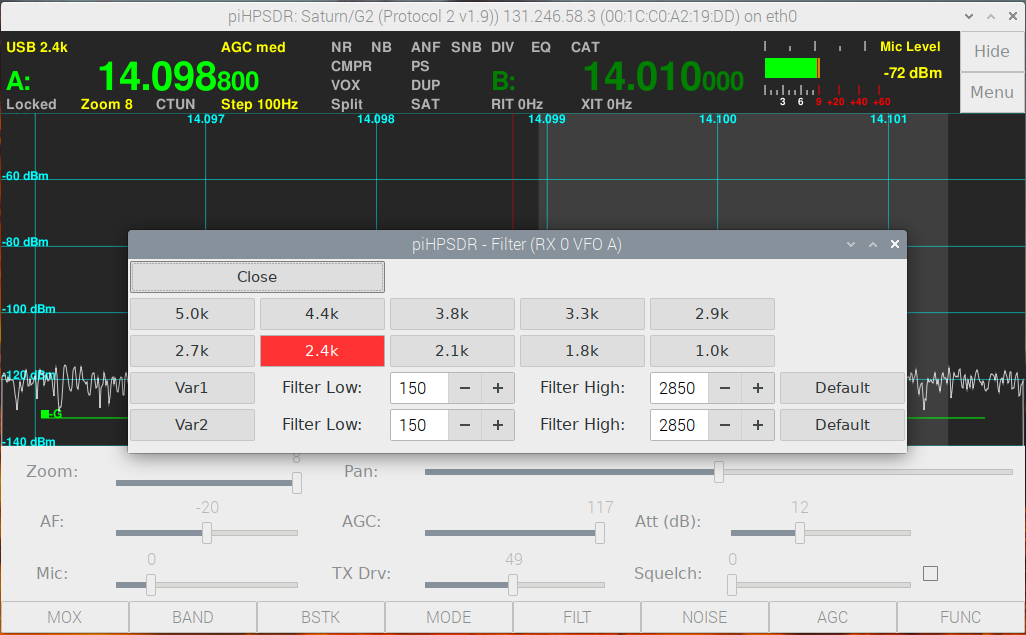 piHPSDR: Saturn/G2 (Protocol 2 v1.9)) 131.246.58.3 (00:1C:C0:A2:19:DD) on eth0
USB 2.4k AGC med NR NB ANF SNB DIV EQ CAT Mic Level Hide
CMPR PS
A: 14.098800 B: 14.010000 -72 dBm
VOX DUP
Locked Zoom 8 CTUN Step 100Hz Split SAT RIT 0Hz XIT 0Hz 3 6 9 +20 +40 +60 Menu
14.097 14.098 14.099 14.100 14.101
-60 dBm
-80 dBm
piHPSDR - Filter (RX 0 VFO A)
Close
-100 dBm 5.0k 4.4k 3.8k 3.3k 2.9k
2.7k 2.4k 2.1k 1.8k 1.0k
-120 dBm Var1 Filter Low: 150 − + Filter High: 2850 − + Default
-G Var2 Filter Low: 150 − + Filter High: 2850 − + Default
-140 dBm
8
Zoom: Pan:
-20 117 12
AF: AGC: Att (dB):
0 49 0
Mic: TX Drv: Squelch:
MOX BAND BSTK MODE FILT NOISE AGC FUNC